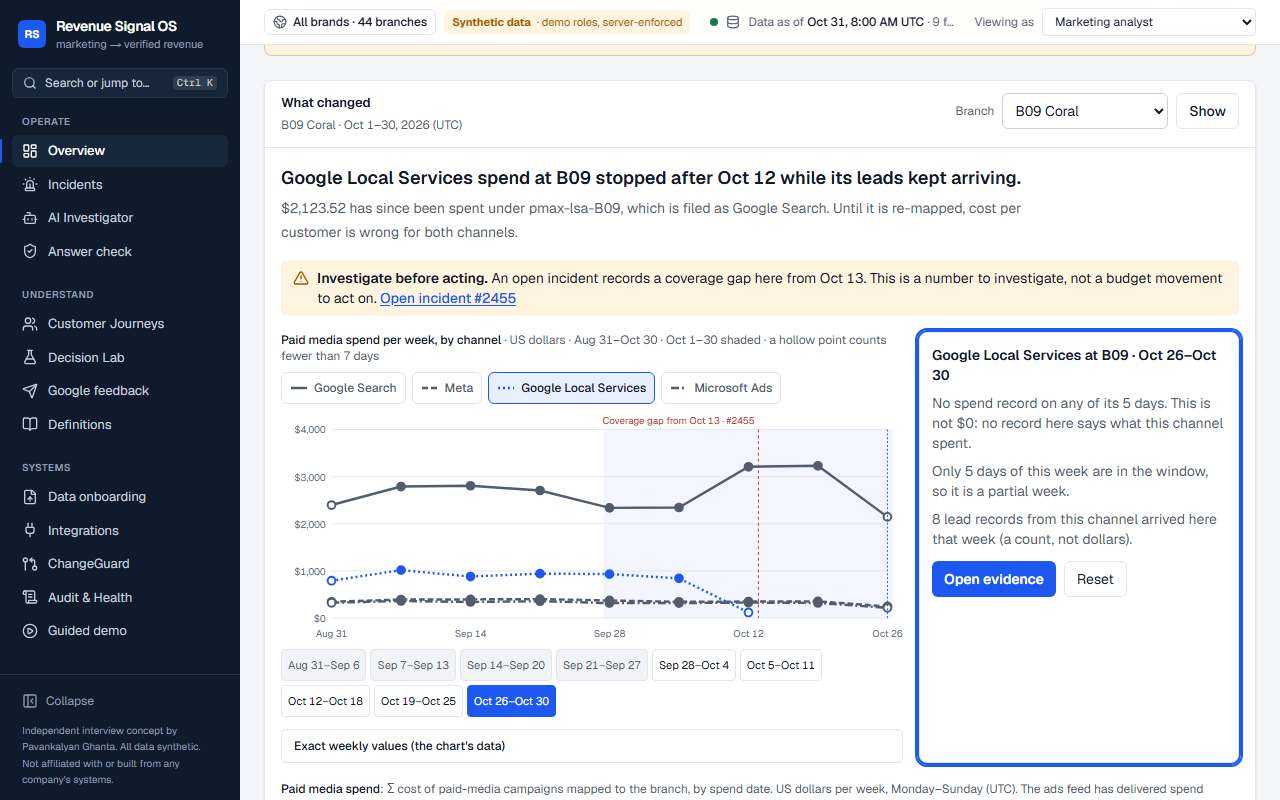 RS
Revenue Signal OS
marketing → verified revenue
Search or jump to...
Ctrl K
OPERATE
Overview
Incidents
AI Investigator
Answer check
UNDERSTAND
Customer Journeys
Decision Lab
Google feedback
Definitions
SYSTEMS
Data onboarding
Integrations
ChangeGuard
Audit & Health
Guided demo
Collapse
Independent interview concept by
Pavankalyan Ghanta. All data synthetic.
Not affiliated with or built from any
company's systems.
All brands · 44 branches
Synthetic data · demo roles, server-enforced
Data as of Oct 31, 8:00 AM UTC · 9 f...
Viewing as
Marketing analyst
What changed
B09 Coral · Oct 1–30, 2026 (UTC)
Branch
B09 Coral
Show
Google Local Services spend at B09 stopped after Oct 12 while its leads kept arriving.
$2,123.52 has since been spent under pmax-lsa-B09, which is filed as Google Search. Until it is re-mapped, cost per
customer is wrong for both channels.
Investigate before acting. An open incident records a coverage gap here from Oct 13. This is a number to investigate, not a budget movement
to act on. Open incident #2455
Paid media spend per week, by channel · US dollars · Aug 31–Oct 30 · Oct 1–30 shaded · a hollow point counts
fewer than 7 days
Google Search
Meta
Google Local Services
Microsoft Ads
Coverage gap from Oct 13 · #2455
$4,000
$3,000
$2,000
$1,000
$0
Aug 31
Sep 14
Sep 28
Oct 12
Oct 26
Aug 31–Sep 6
Sep 7–Sep 13
Sep 14–Sep 20
Sep 21–Sep 27
Sep 28–Oct 4
Oct 5–Oct 11
Oct 12–Oct 18
Oct 19–Oct 25
Oct 26–Oct 30
Exact weekly values (the chart's data)
Google Local Services at B09 · Oct 26–Oct
30
No spend record on any of its 5 days. This is
not $0: no record here says what this channel
spent.
Only 5 days of this week are in the window,
so it is a partial week.
8 lead records from this channel arrived here
that week (a count, not dollars).
Open evidence
Reset
Paid media spend: Σ cost of paid-media campaigns mapped to the branch, by spend date. US dollars per week, Monday–Sunday (UTC). The ads feed has delivered spend